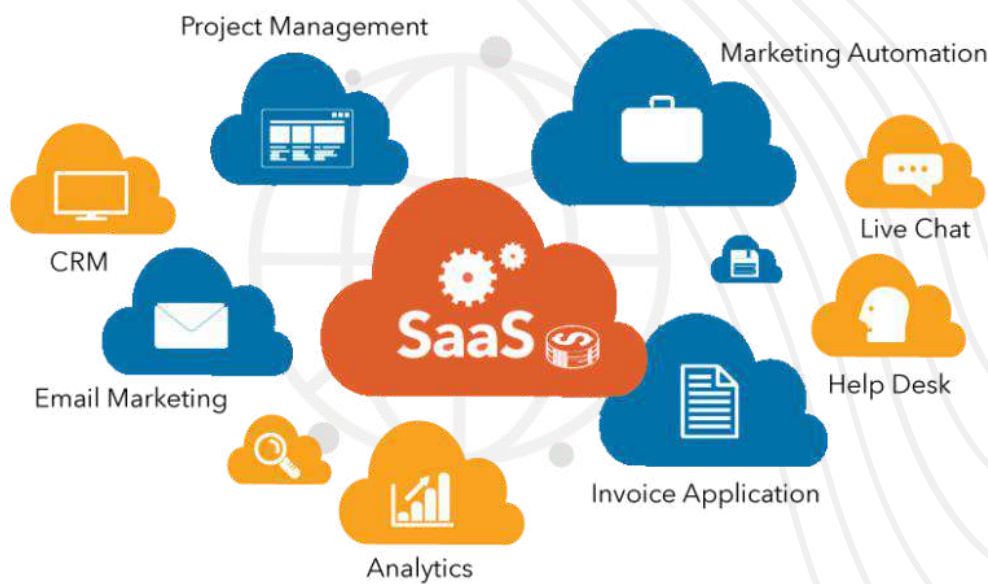 Project Management
Marketing Automation
CRM
Live Chat
SaaS
Email Marketing
Help Desk
Invoice Application
Analytics